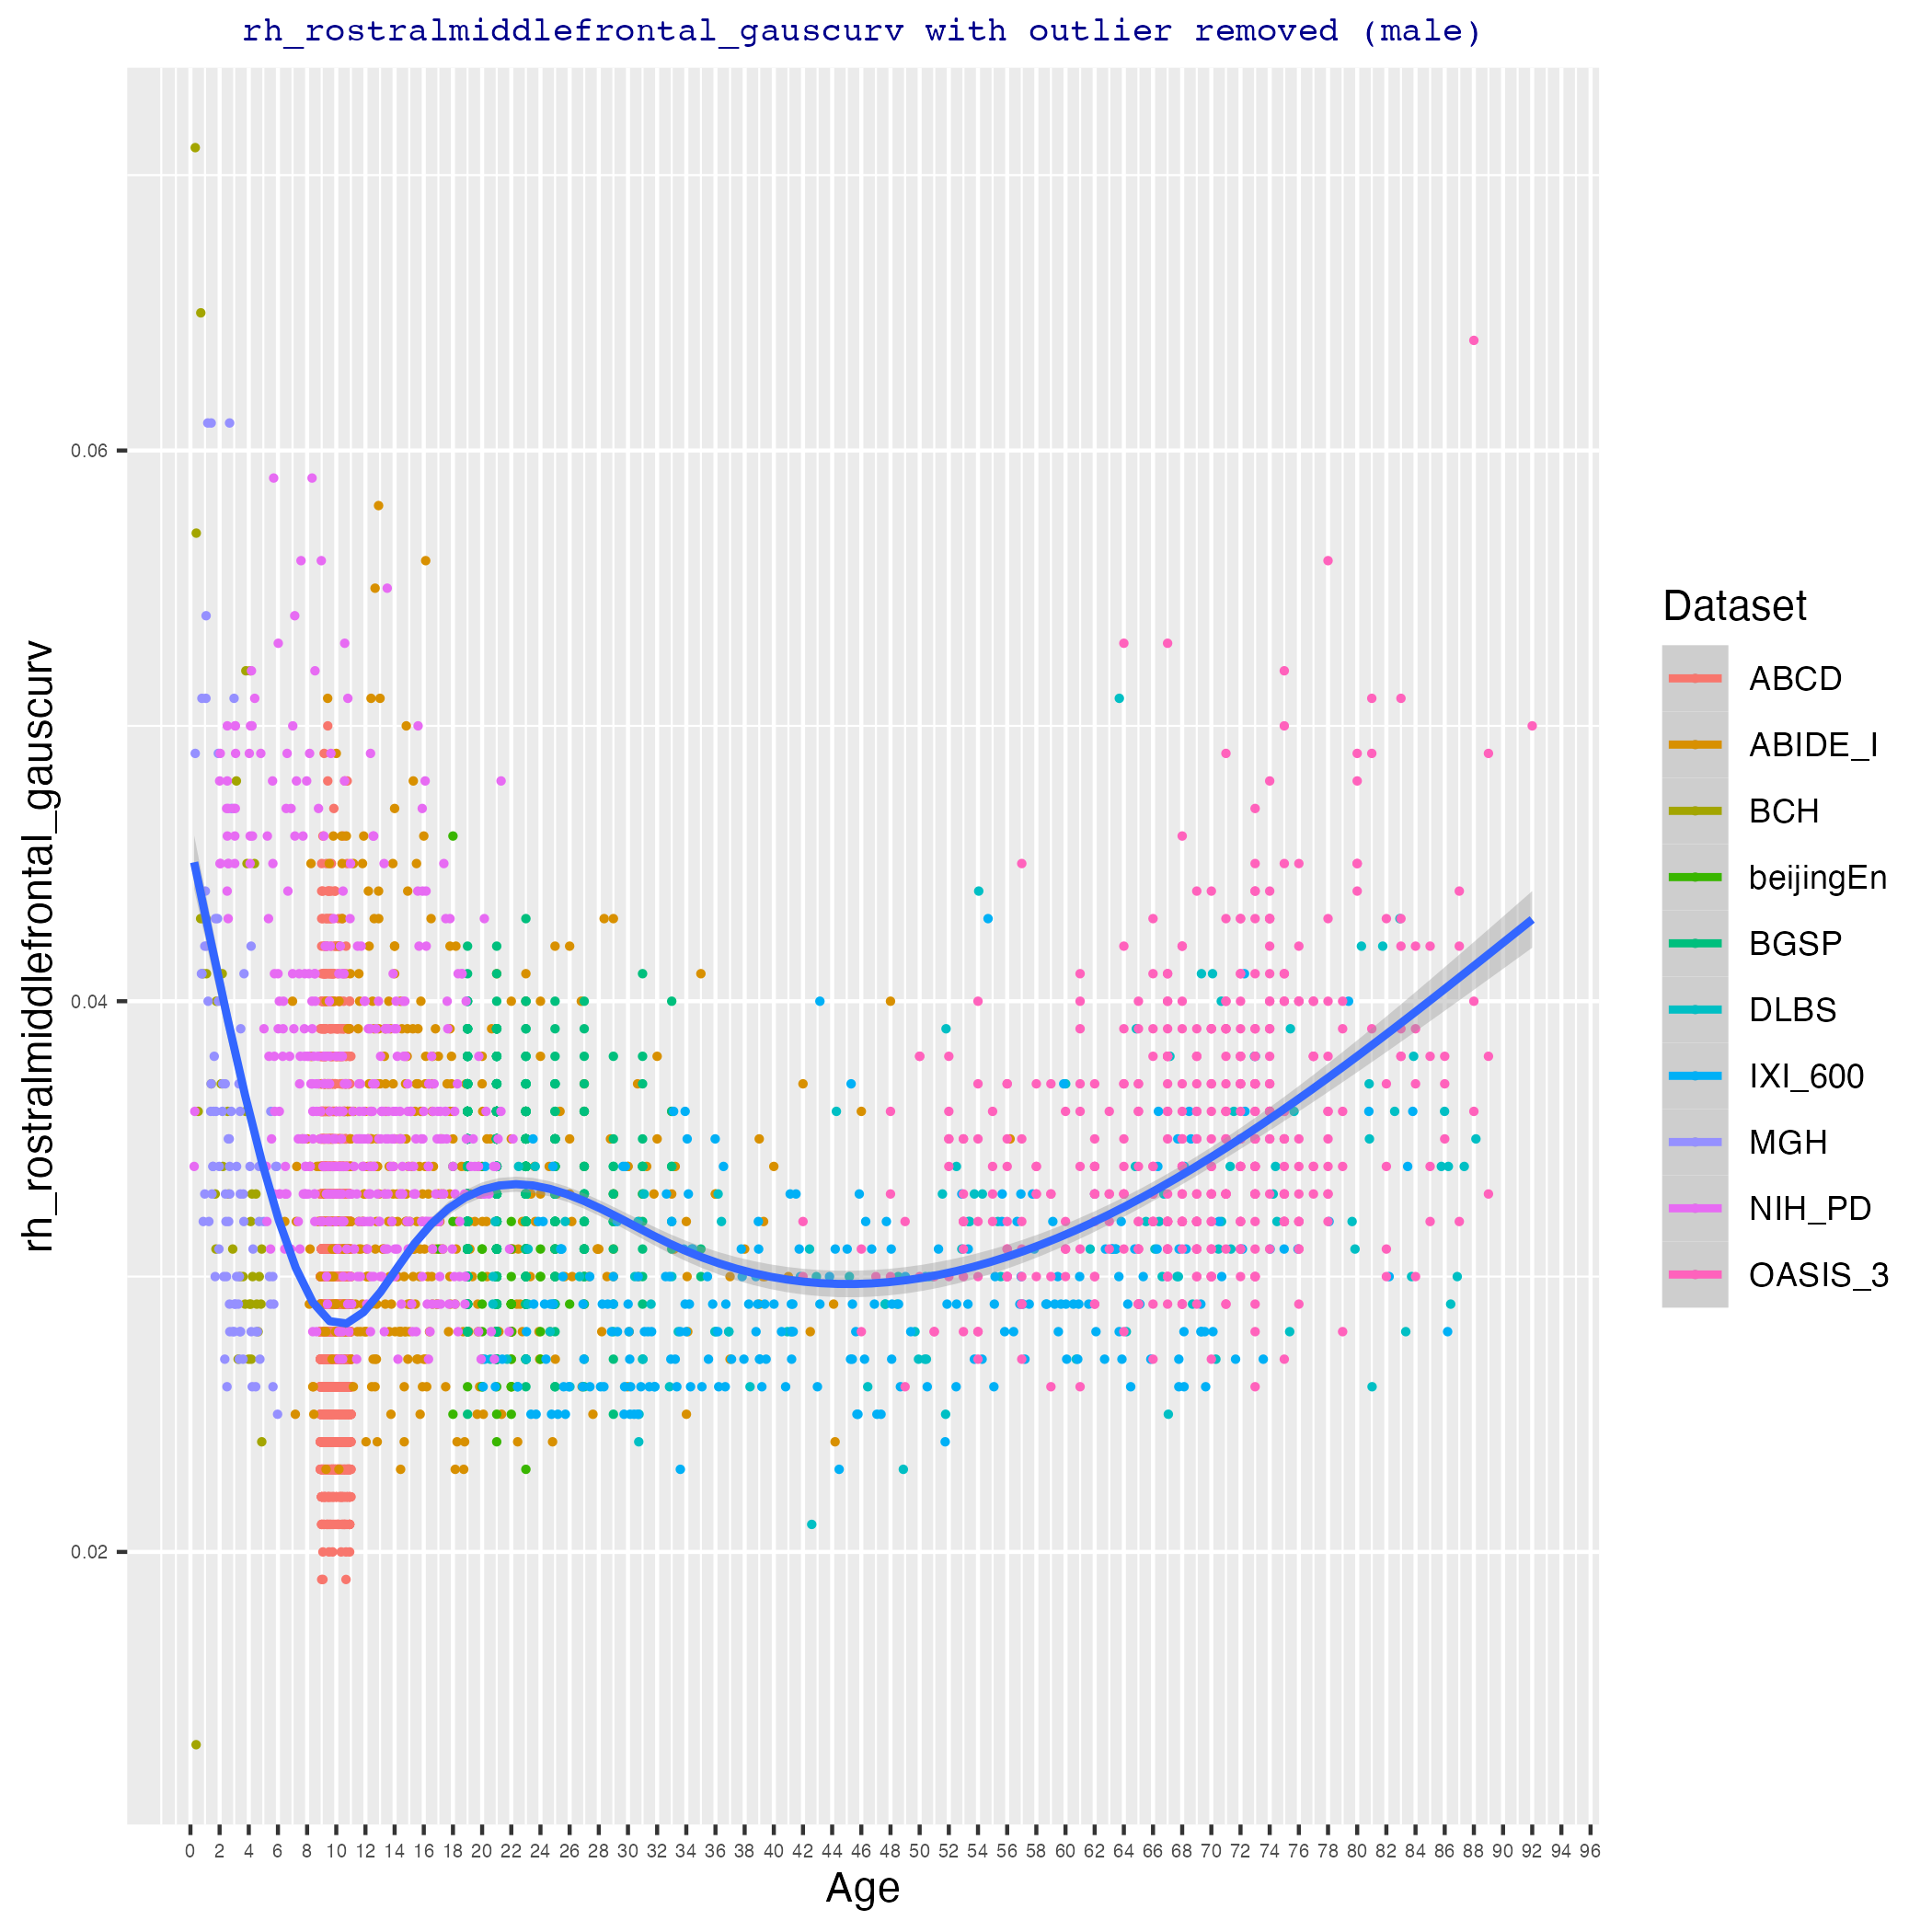 rh_rostralmiddlefrontal_gauscurv with outlier removed (male)
rh_rostralmiddlefrontal_gauscurv
0.06
0.04
0.02
0 2 4 6 8 10 12 14 16 18 20 22 24 26 28 30 32 34 36 38 40 42 44 46 48 50 52 54 56 58 60 62 64 66 68 70 72 74 76 78 80 82 84 86 88 90 92 94 96
Age
Dataset
ABCD
ABIDE_I
BCH
beijingEn
BGSP
DLBS
IXI_600
MGH
NIH_PD
OASIS_3